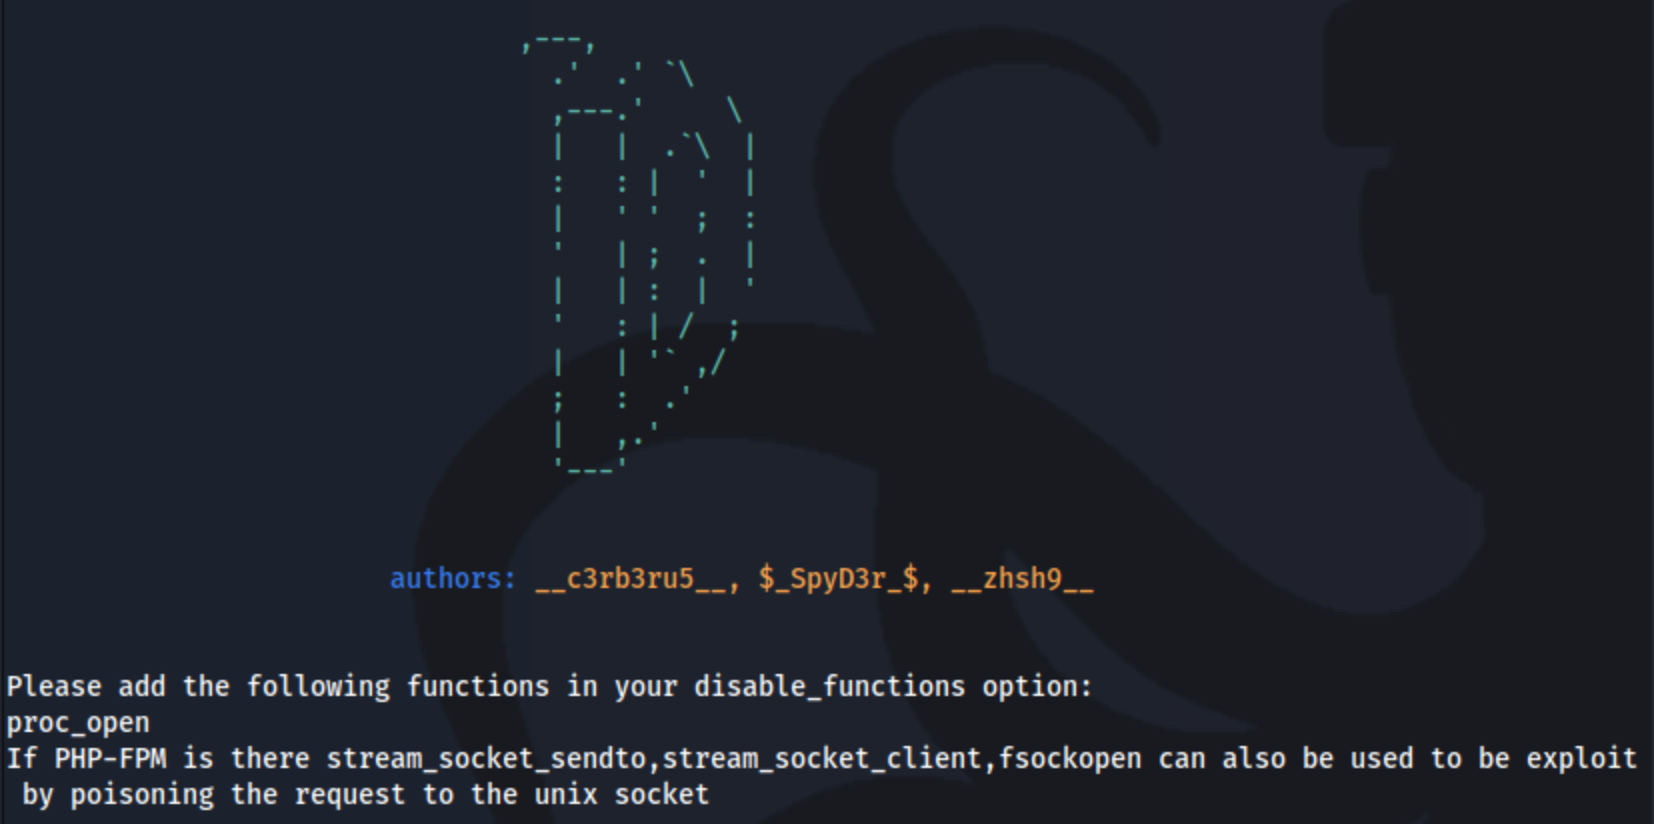 authors: __c3rb3ru5__, $_SpyD3r_$, __zhsh9__
Please add the following functions in your disable_functions option:
proc_open
If PHP-FPM is there stream_socket_sendto,stream_socket_client,fsockopen can also be used to be exploit
by poisoning the request to the unix socket